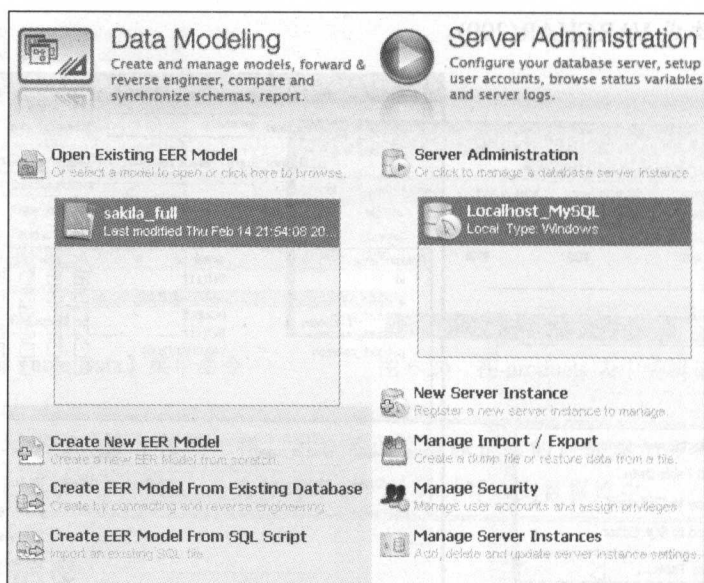 Data Modeling
Create and manage models, forward &
reverse engineer, compare and
synchronize schemas, report.
Open Existing EER Model
Or select a model to open or click here to browse.
sakila_full
Last modified Thu Feb 14 21:54:08 20...
Create New EER Model
Create a new EER Model from scratch.
Create EER Model From Existing Database
Create by connecting and reverse engineering.
Create EER Model From SQL Script
Import an existing SQL file.
Server Administration
Configure your database server, setup
user accounts, browse status variables
and server logs.
Server Administration
Or click to manage a database server instance.
Localhost_MySQL
Local Type: Windows
New Server Instance
Register a new server instance to manage.
Manage Import / Export
Create a dump file or restore data from a file.
Manage Security
Manage user accounts and assign privileges
Manage Server Instances
Add, delete and update server instance settings.